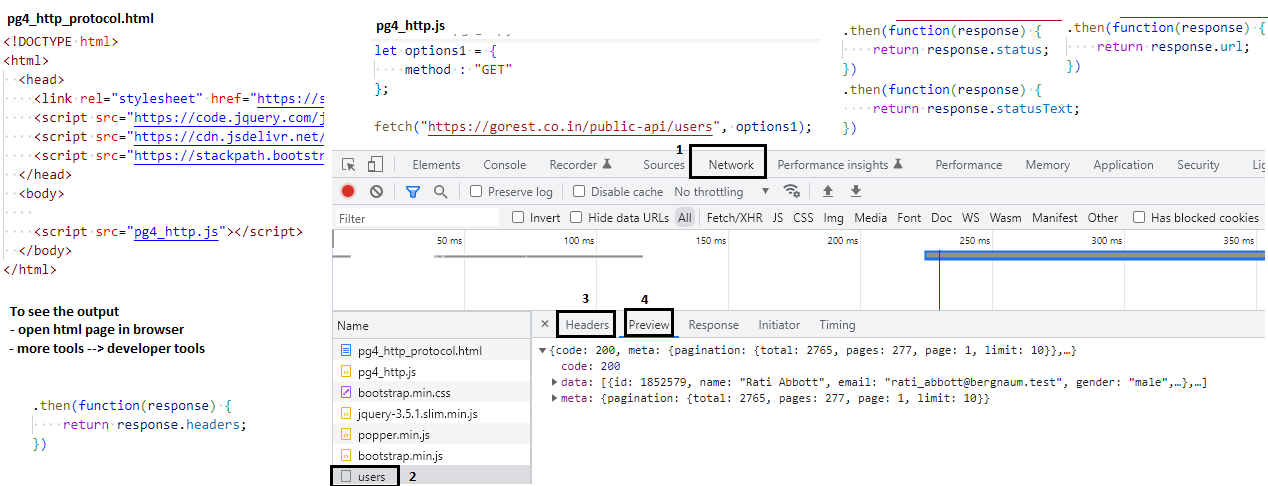 pg4_http_protocol.html
<!DOCTYPE html>
<html>
<head>
<link rel="stylesheet" href="https://s
<script src="https://code.jquery.com/j
<script src="https://cdn.jsdelivr.net/
<script src="https://stackpath.bootstr
</head>
<body>
<script src="pg4_http.js"></script>
</body>
</html>
To see the output
- open html page in browser
- more tools --> developer tools
.then(function(response) {
return response.headers;
})
pg4_http.js
let options1 = {
method : "GET"
};
fetch("https://gorest.co.in/public-api/users", options1);
.then(function(response) {
return response.status;
})
.then(function(response) {
return response.statusText;
})
.then(function(response) {
return response.url;
})
1
Elements Console Recorder Sources Network Performance insights Performance Memory Application Security Lig
Preserve log Disable cache No throttling
Filter Invert Hide data URLs All Fetch/XHR JS CSS Img Media Font Doc WS Wasm Manifest Other Has blocked cookies
50 ms 100 ms 150 ms 200 ms 250 ms 300 ms 350 ms
3 4
Name × Headers Preview Response Initiator Timing
pg4_http_protocol.html
pg4_http.js
bootstrap.min.css
jquery-3.5.1.slim.min.js
popper.min.js
bootstrap.min.js
users 2
{code: 200, meta: {pagination: {total: 2765, pages: 277, page: 1, limit: 10}},…}
code: 200
data: [{id: 1852579, name: "Rati Abbott", email: "rati_abbott@bergnaum.test", gender: "male",…},…]
meta: {pagination: {total: 2765, pages: 277, page: 1, limit: 10}}